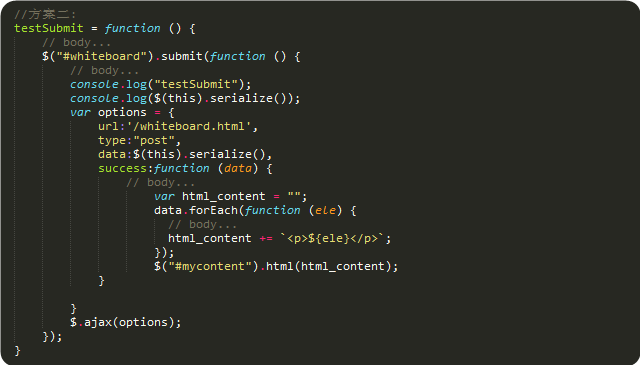 //方案二:
testSubmit = function () {
// body...
$("#whiteboard").submit(function () {
// body...
console.log("testSubmit");
console.log($(this).serialize());
var options = {
url:'/whiteboard.html',
type:"post",
data:$(this).serialize(),
success:function (data) {
// body...
var html_content = "";
data.forEach(function (ele) {
// body...
html_content += `<p>${ele}</p>`;
});
$("#mycontent").html(html_content);
}
}
$.ajax(options);
});
}